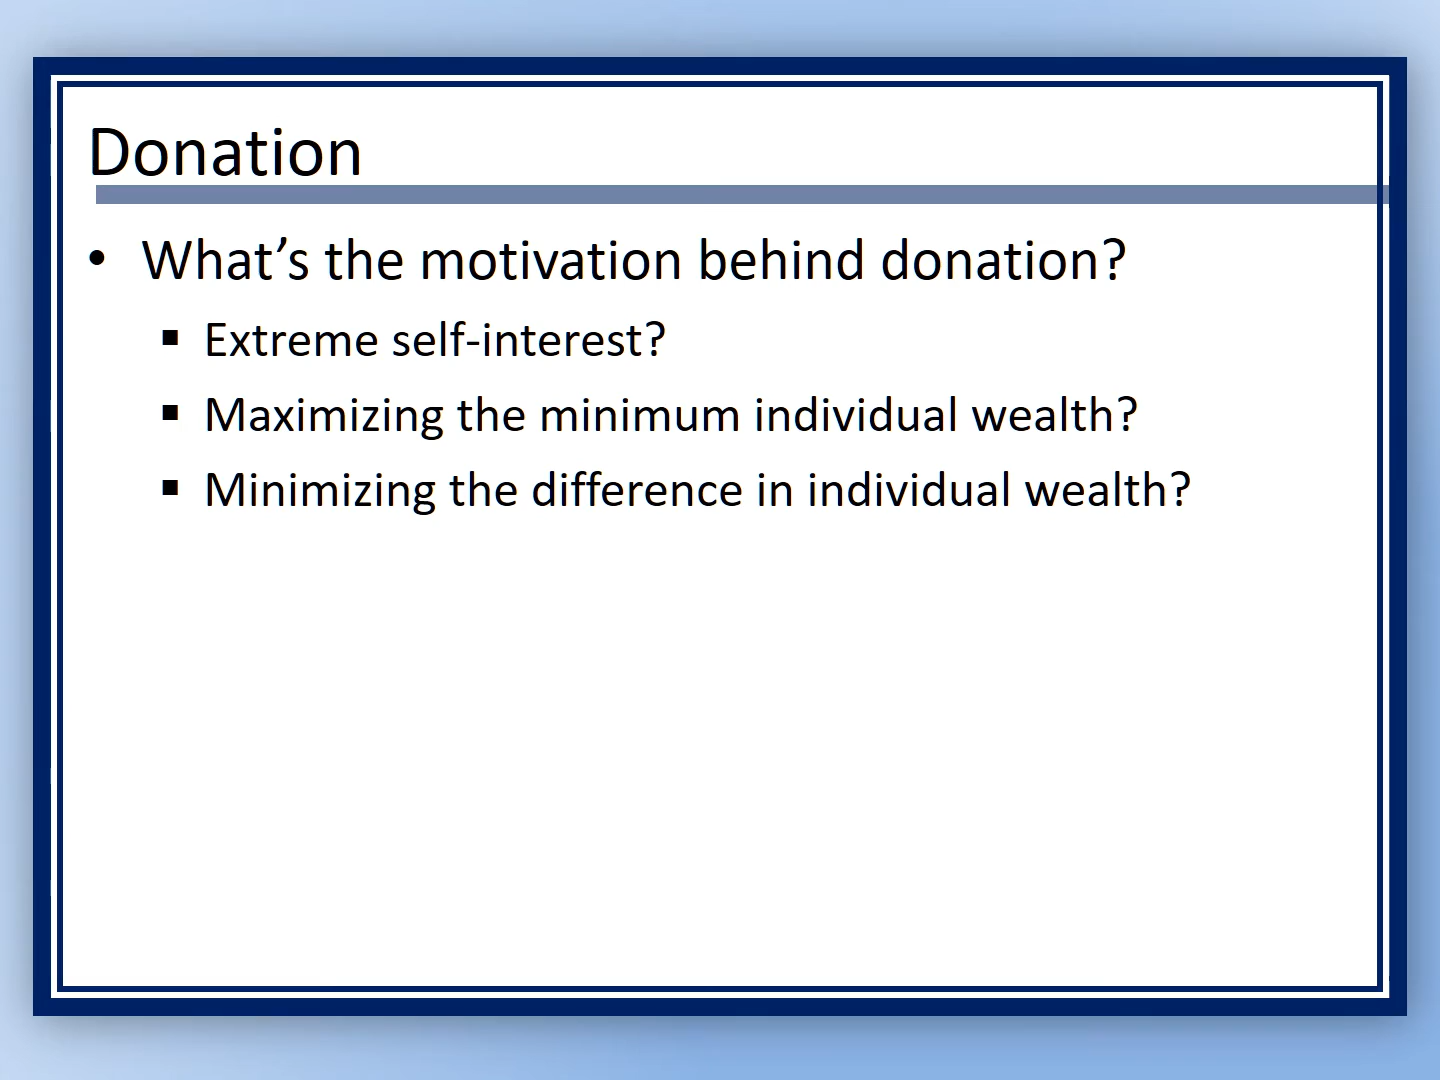 Donation
• What’s the motivation behind donation?
▪ Extreme self-interest?
▪ Maximizing the minimum individual wealth?
▪ Minimizing the difference in individual wealth?